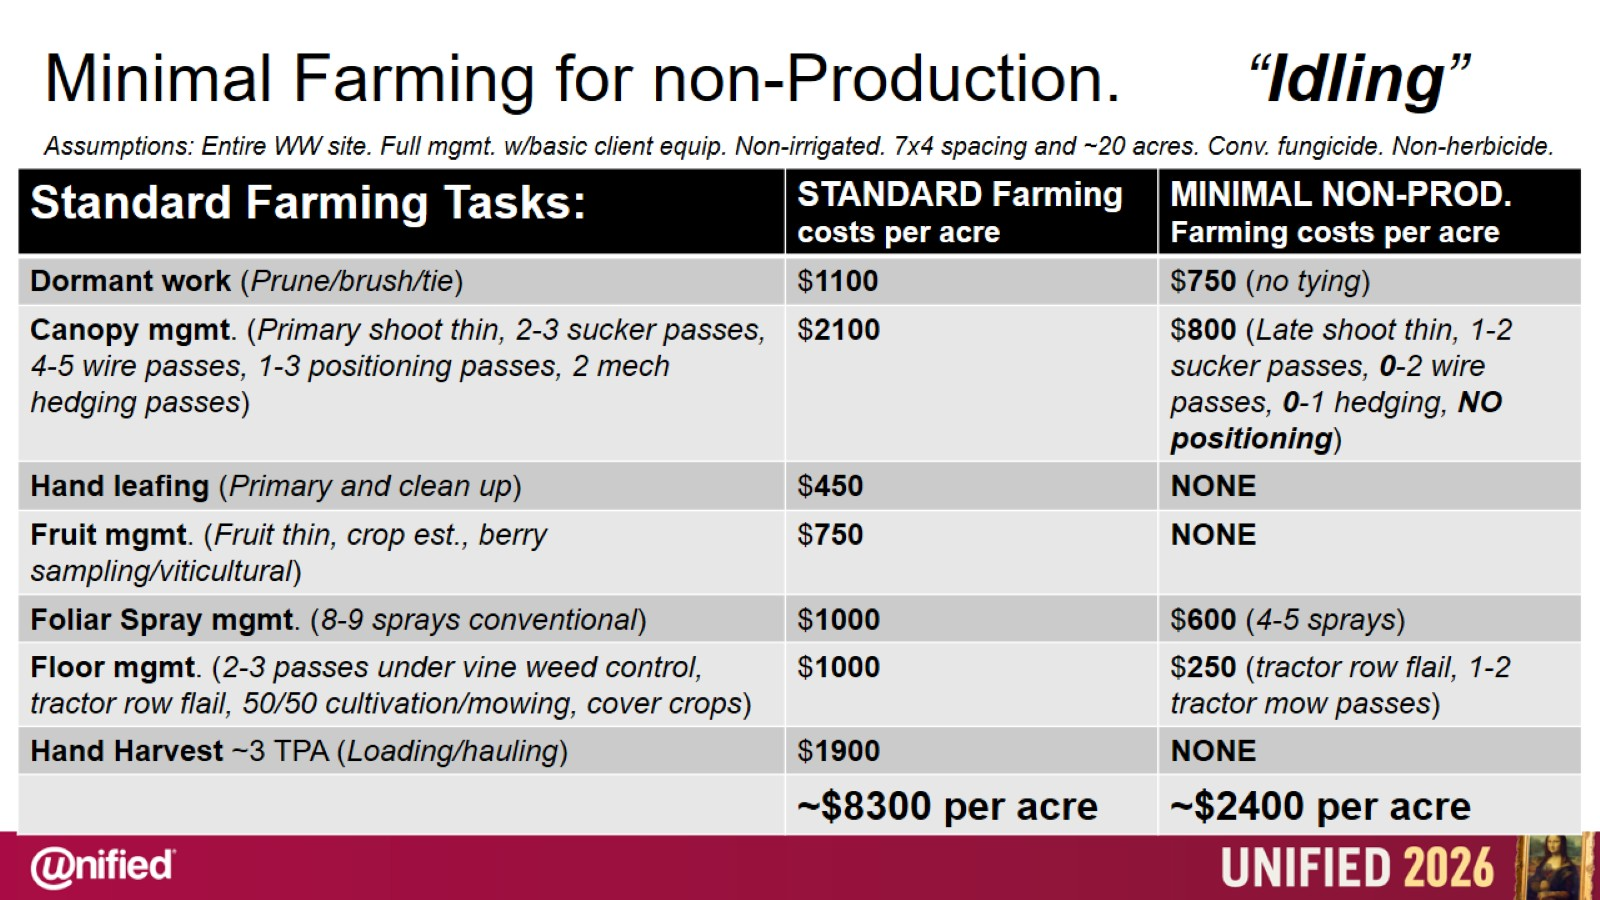 Minimal Farming for non-Production. “Idling”
Assumptions: Entire WW site. Full mgmt. w/basic client equip. Non-irrigated. 7x4 spacing and ~20 acres. Conv. fungicide. Non-herbicide.
Standard Farming Tasks:
STANDARD Farming
costs per acre
MINIMAL NON-PROD.
Farming costs per acre
Dormant work (Prune/brush/tie)
$1100
$750 (no tying)
Canopy mgmt. (Primary shoot thin, 2-3 sucker passes,
4-5 wire passes, 1-3 positioning passes, 2 mech
hedging passes)
$2100
$800 (Late shoot thin, 1-2
sucker passes, 0-2 wire
passes, 0-1 hedging, NO
positioning)
Hand leafing (Primary and clean up)
$450
NONE
Fruit mgmt. (Fruit thin, crop est., berry
sampling/viticultural)
$750
NONE
Foliar Spray mgmt. (8-9 sprays conventional)
$1000
$600 (4-5 sprays)
Floor mgmt. (2-3 passes under vine weed control,
tractor row flail, 50/50 cultivation/mowing, cover crops)
$1000
$250 (tractor row flail, 1-2
tractor mow passes)
Hand Harvest ~3 TPA (Loading/hauling)
$1900
NONE
~$8300 per acre
~$2400 per acre
unified
UNIFIED 2026